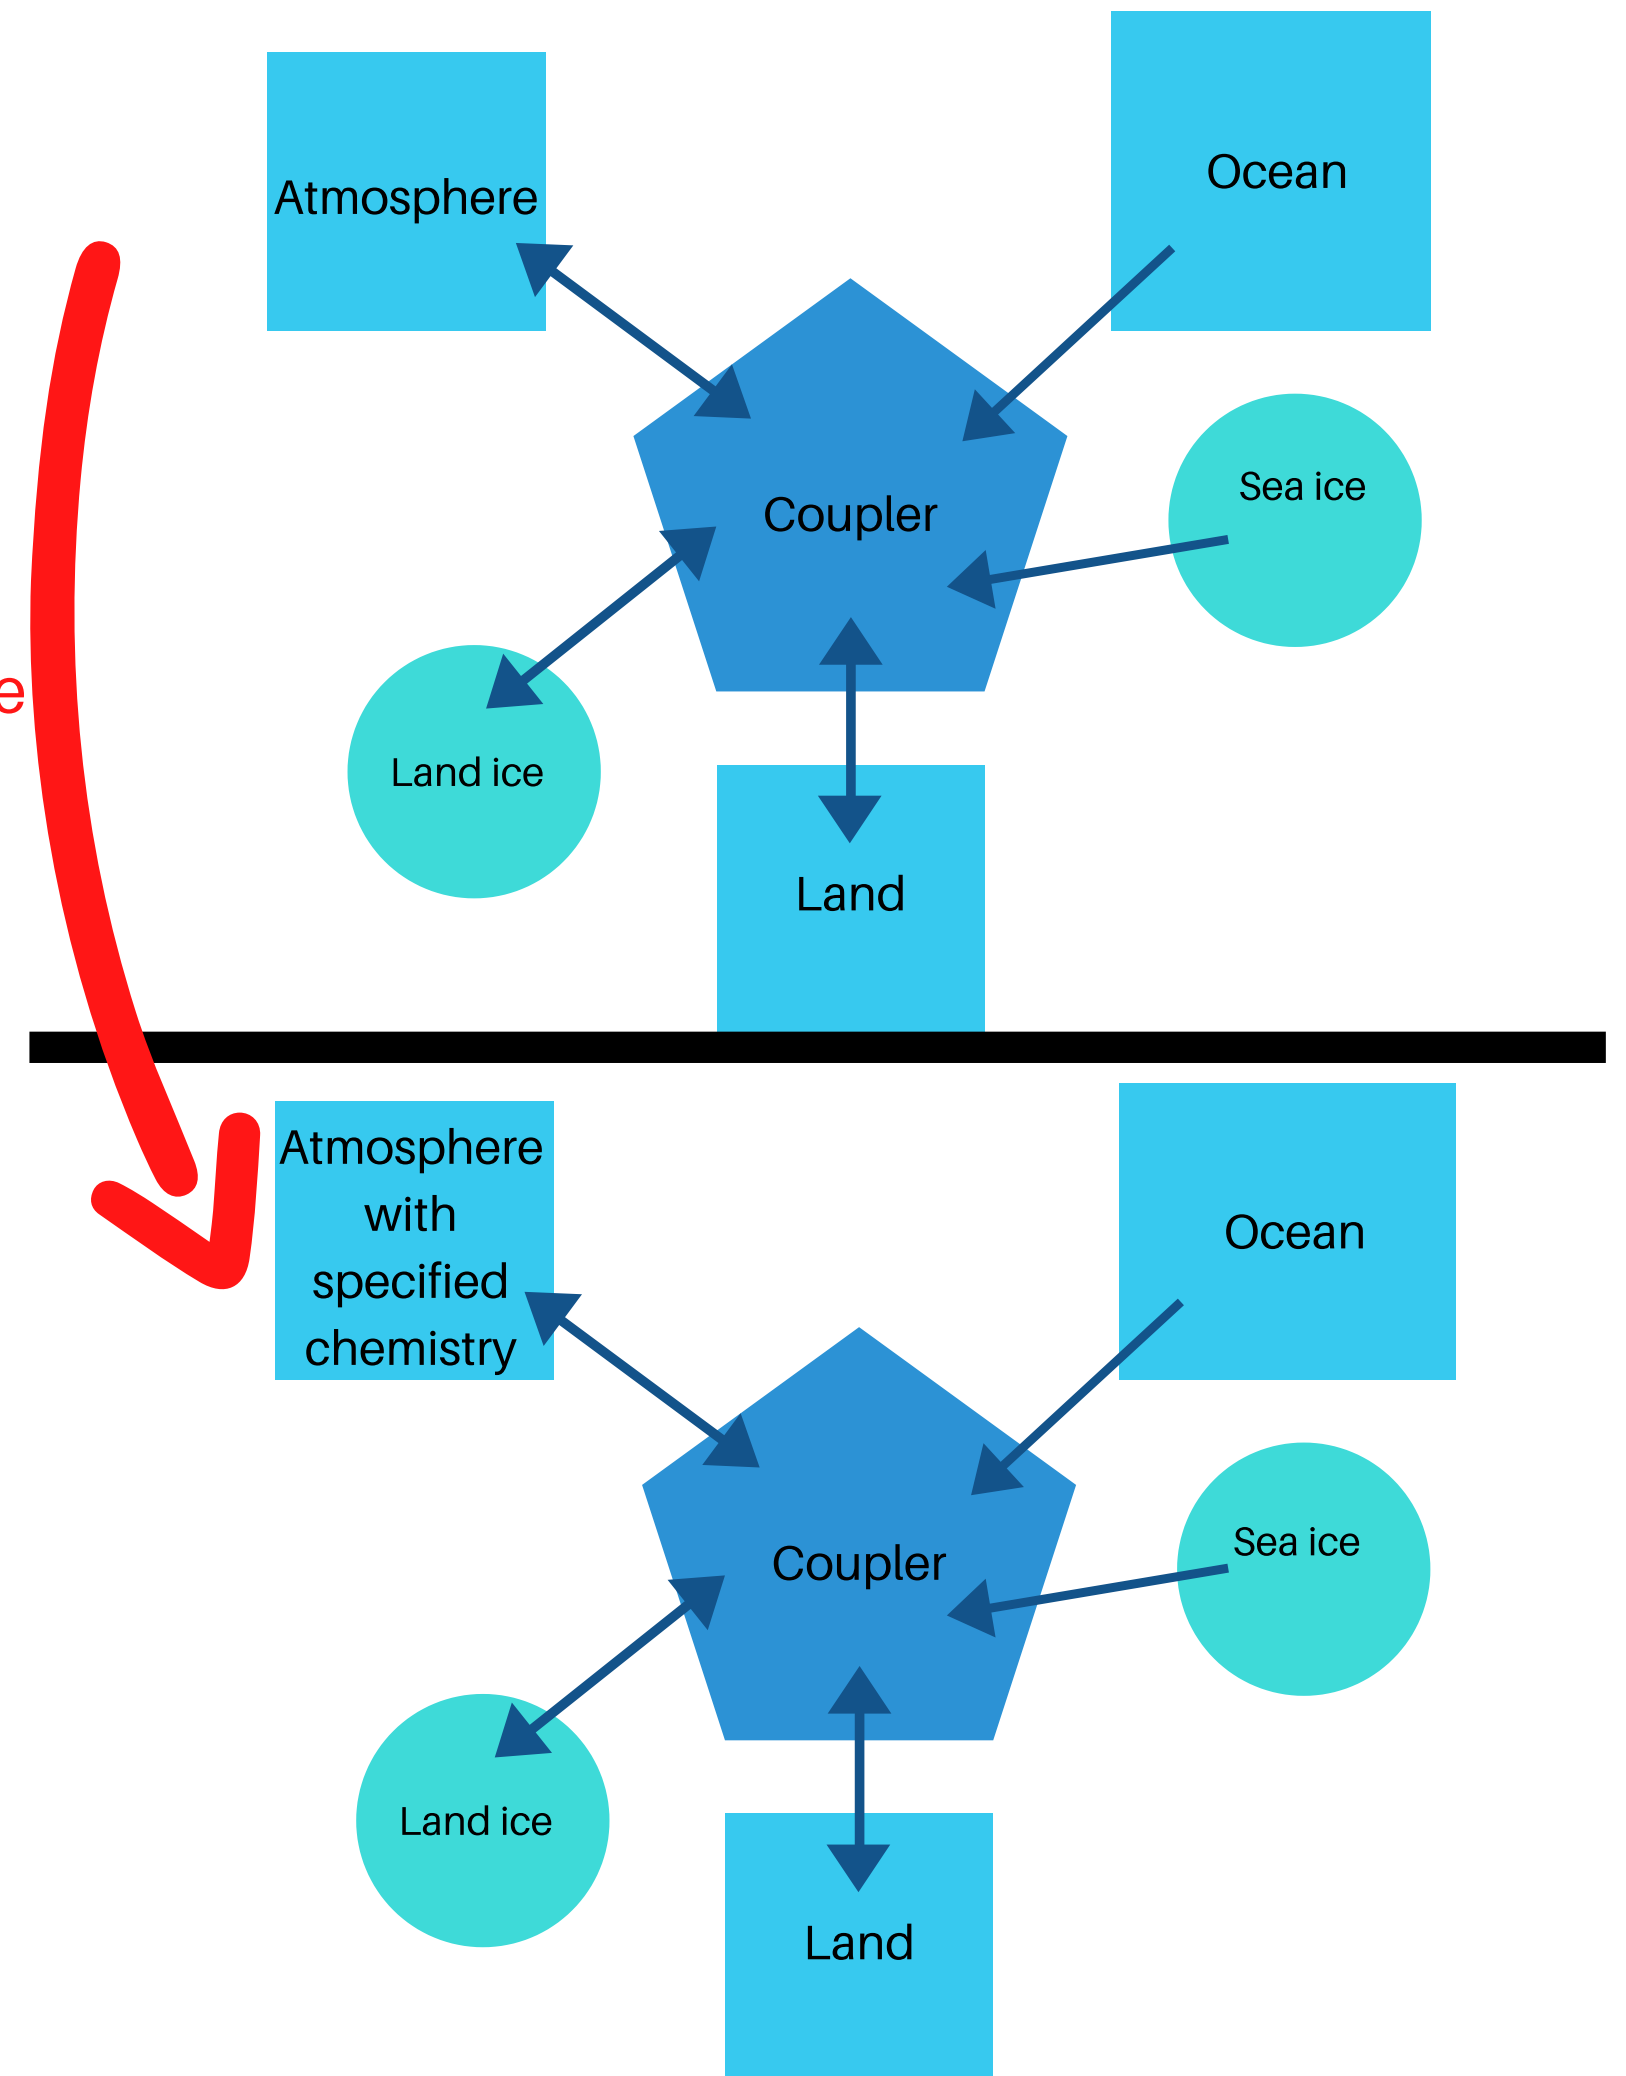 Atmosphere
Ocean
Sea ice
Coupler
Land ice
Land
Atmosphere
with
specified
chemistry
Ocean
Sea ice
Coupler
Land ice
Land